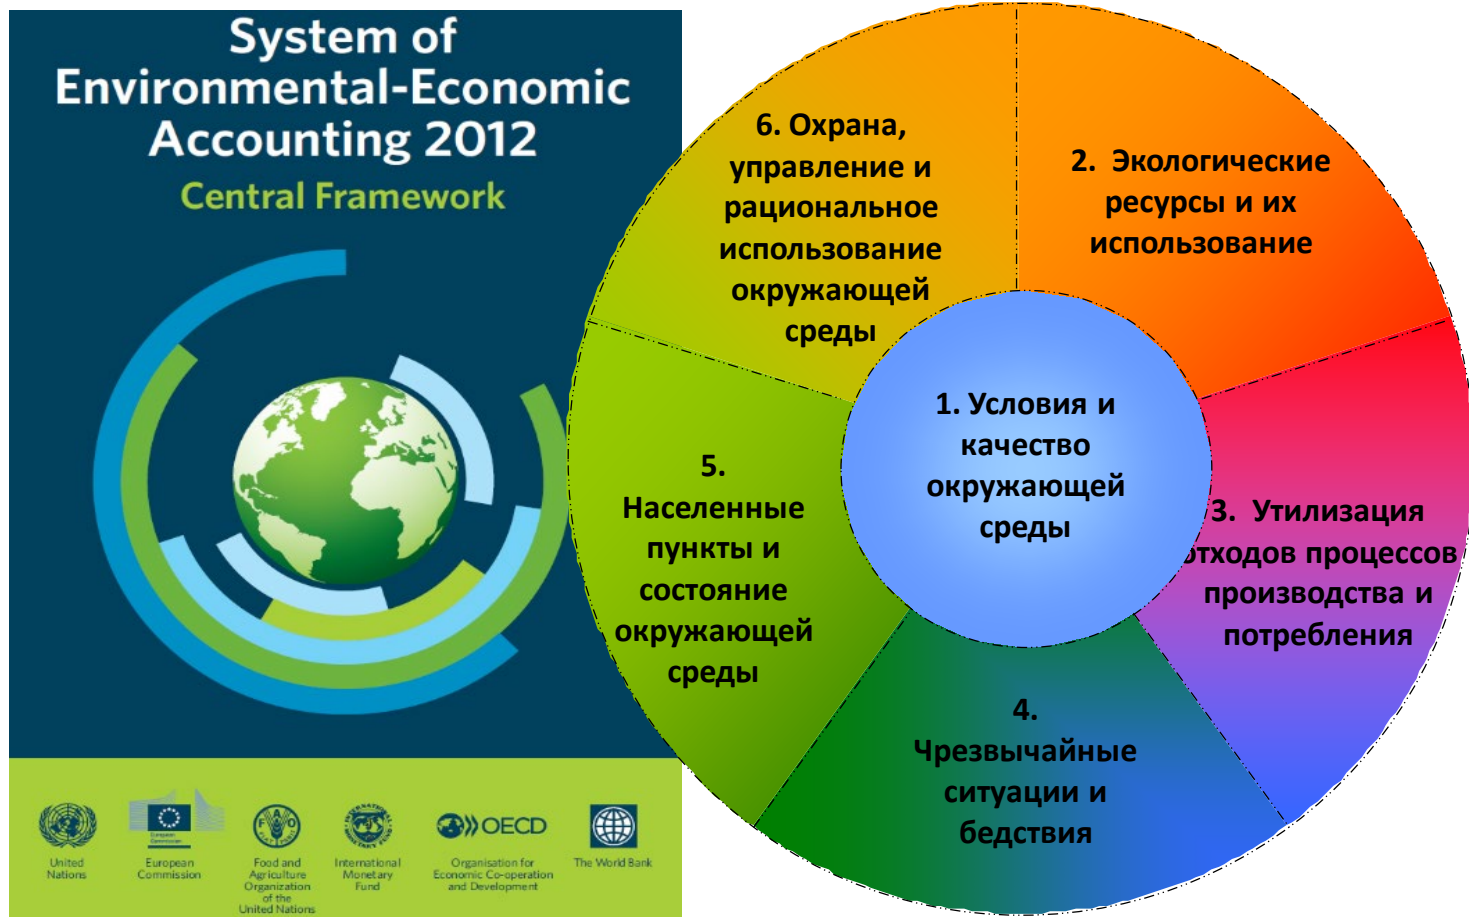 System of
Environmental-Economic
Accounting 2012
Central Framework
United
Nations
European
Commission
European
Commission
Food and
Agriculture
Organization
of the
United Nations
International
Monetary
Fund
OECD
Organisation for
Economic Co-operation
and Development
The World Bank
1. Условия и
качество
окружающей
среды
2. Экологические
ресурсы и их
использование
3. Утилизация
отходов процессов
производства и
потребления
4.
Чрезвычайные
ситуации и
бедствия
5.
Населенные
пункты и
состояние
окружающей
среды
6. Охрана,
управление и
рациональное
использование
окружающей
среды